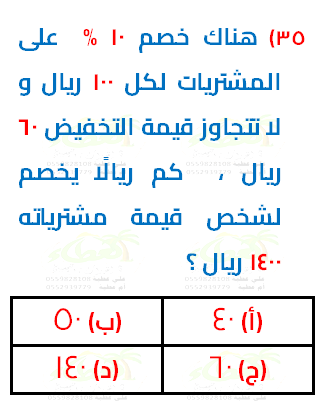 ٣٥) هناك خصم ١٠ % على
المشتريات لكل ١٠٠ ريال و
لا تتجاوز قيمة التخفيض ٦٠
ريال ، كم ريالًا يُخصم
لشخص قيمة مشترياته
١٤٠٠ ريال ؟
(أ) ٤٠ (ب) ٥٠
(ج) ٦٠ (د) ١٤٠